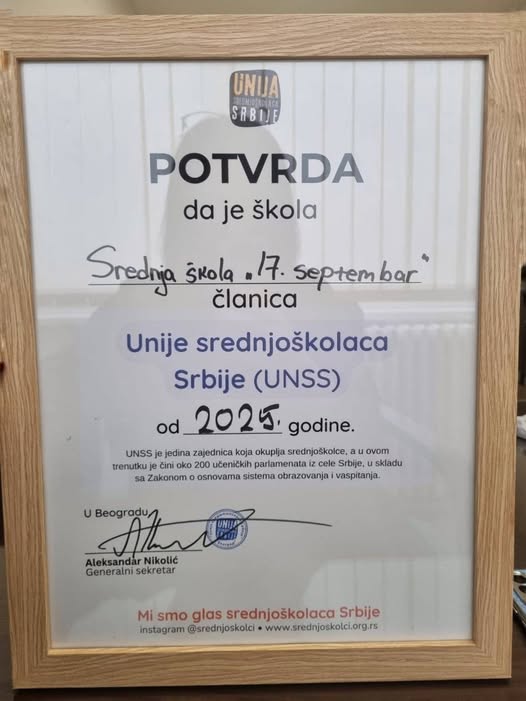 UNIJA
SREDNJOŠKOLACA
SRBIJE
POTVRDA
da je škola
Srednja škola „17. septembar“
članica
Unije srednjoškolaca
Srbije (UNSS)
od 2025. godine.
UNSS je jedina zajednica koja okuplja srednjoškolce, a u ovom
trenutku je čini oko 200 učeničkih parlamenata iz cele Srbije, u skladu
sa Zakonom o osnovama sistema obrazovanja i vaspitanja.
U Beogradu,
UNIJA
Aleksandar Nikolić
Generalni sekretar
Mi smo glas srednjoškolaca Srbije
instagram @srednjoskolci • www.srednjoskolci.org.rs